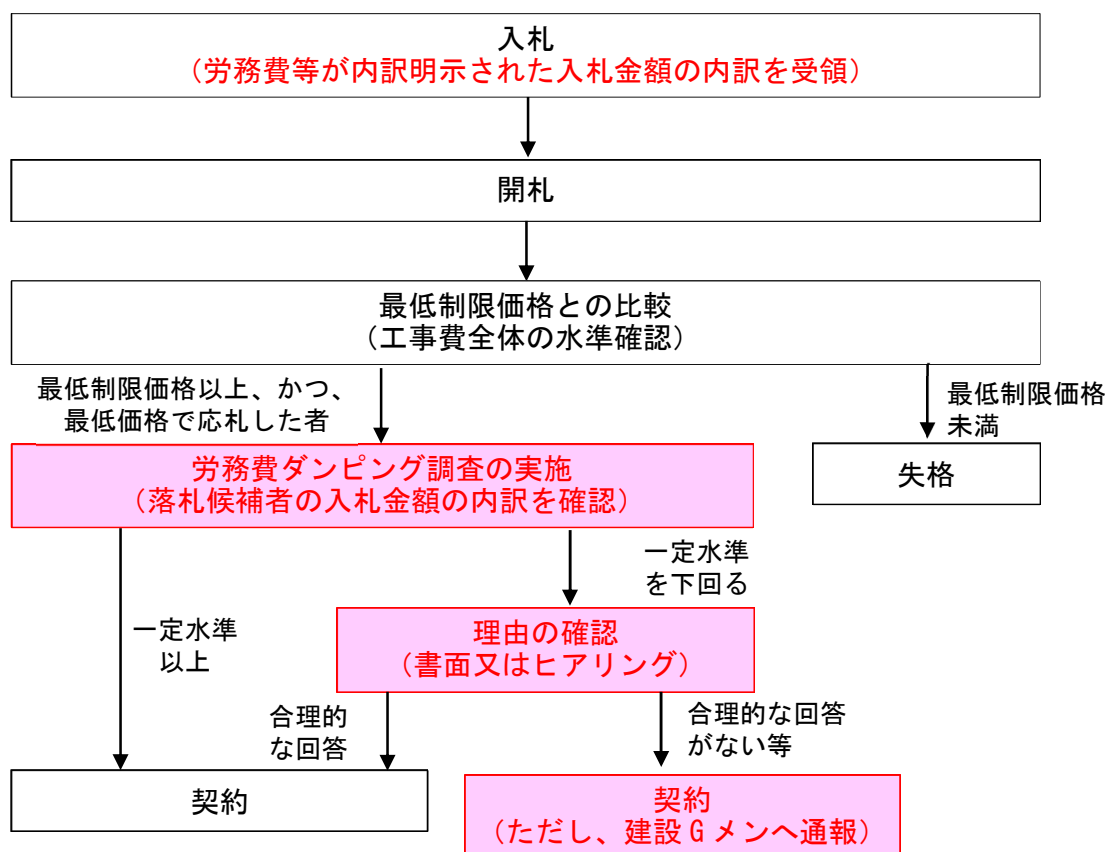 入札
(労務費等が内訳明示された入札金額の内訳を受領)
開札
最低制限価格との比較
(工事費全体の水準確認)
最低制限価格以上、かつ、
最低価格で応札した者
最低制限価格
未満
労務費ダンピング調査の実施
(落札候補者の入札金額の内訳を確認)
失格
一定水準
を下回る
一定水準
以上
理由の確認
(書面又はヒアリング)
合理的
な回答
合理的な回答
がない等
契約
契約
(ただし、建設Gメンへ通報)